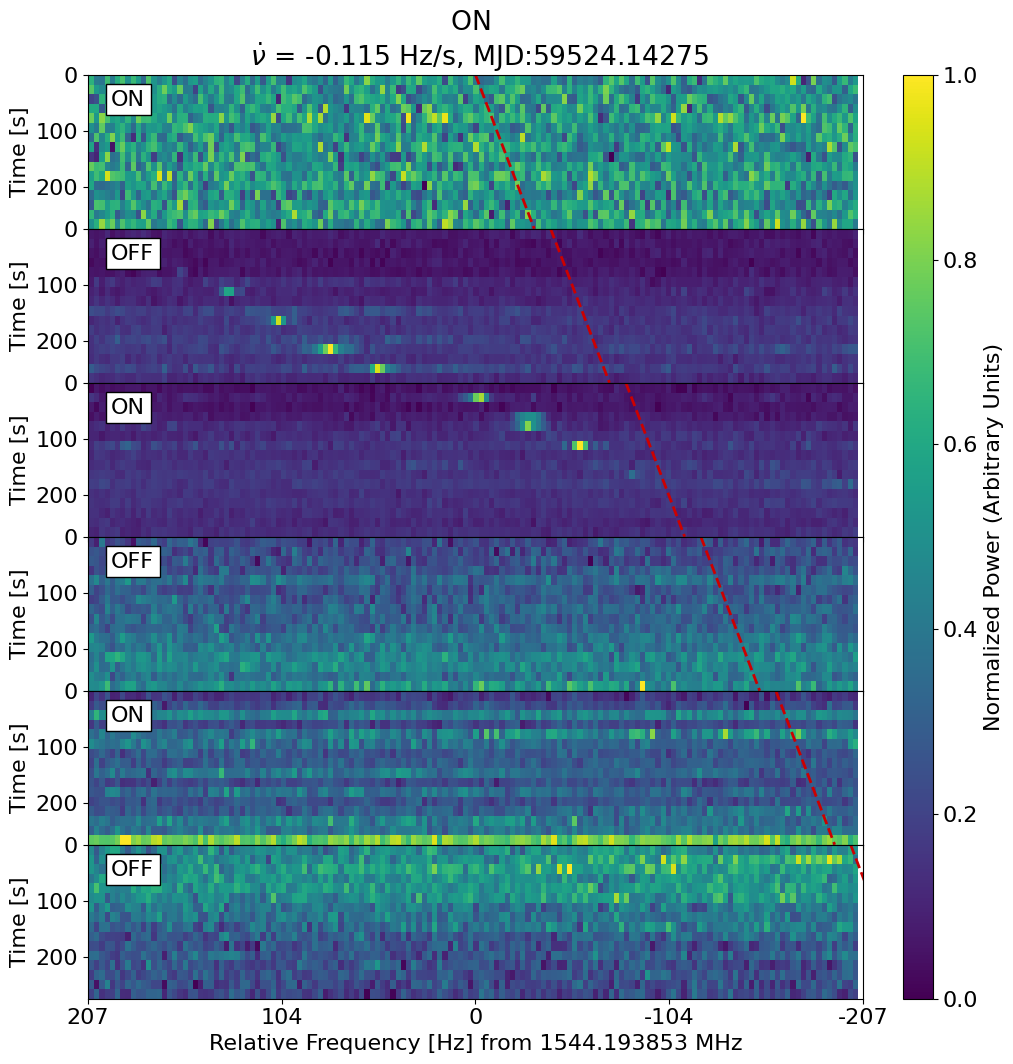 ON
ν̇ = -0.115 Hz/s, MJD:59524.14275
0
ON
100
200
Time [s]
0
OFF
100
200
Time [s]
0
ON
100
200
Time [s]
0
OFF
100
200
Time [s]
0
ON
100
200
Time [s]
0
OFF
100
200
Time [s]
207 104 0 -104 -207
Relative Frequency [Hz] from 1544.193853 MHz
1.0
0.8
0.6
0.4
0.2
0.0
Normalized Power (Arbitrary Units)